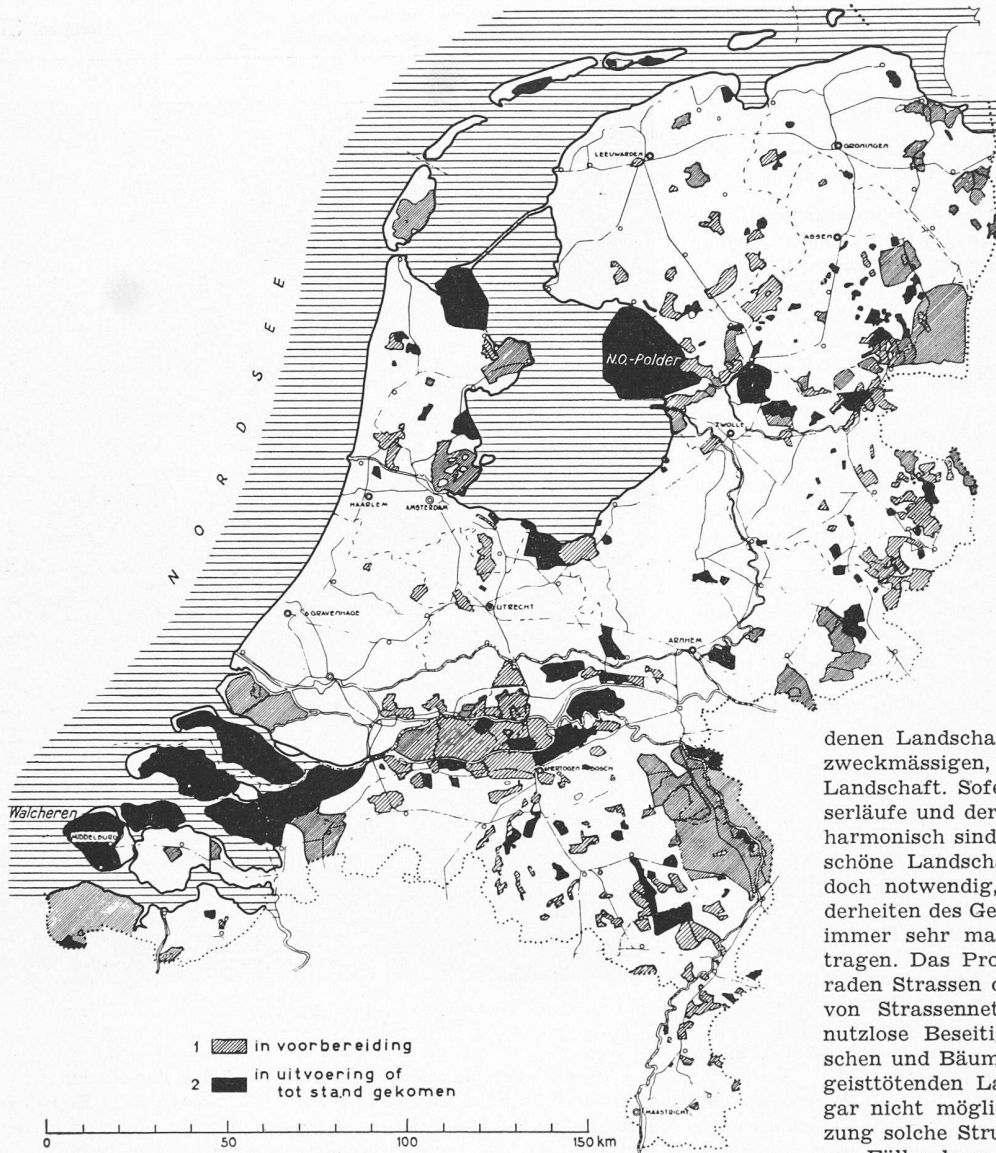 LEEUWARDEN
GRONINGEN
ASSEN
NORDSEE
N.O.-Polder
ZWOLLE
HAARLEM
AMSTERDAM
UTRECHT
GRAVENHAGE
ARNHEM
HERTOGENBOSCH
Walcheren
MIDDELBURG
MAASTRICHT
1 in voorbereiding
2 in uitvoering of
tot stand gekomen
0 50 100 150 km
denen Landscha
zweckmässigen,
Landschaft. Sofe
serläufe und der
harmonisch sind
schöne Landscha
doch notwendig,
derheiten des Ge
immer sehr ma
tragen. Das Pro
raden Strassen o
von Strassennet
nutzlose Beseiti
schen und Bäum
geisttötenden La
gar nicht mögli
zung solche Stru